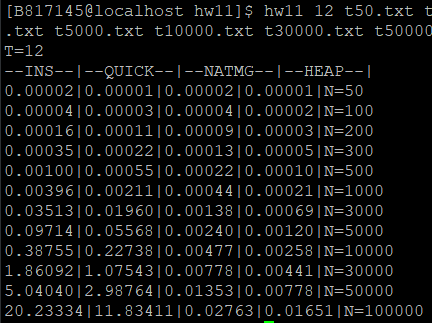 [B817145@localhost hw11]$ hw11 12 t50.txt t
.txt t5000.txt t10000.txt t30000.txt t50000
T=12
--INS--|--QUICK--|--NATMG--|--HEAP--|
0.00002|0.00001|0.00002|0.00001|N=50
0.00004|0.00003|0.00004|0.00002|N=100
0.00016|0.00011|0.00009|0.00003|N=200
0.00035|0.00022|0.00013|0.00005|N=300
0.00100|0.00055|0.00022|0.00010|N=500
0.00396|0.00211|0.00044|0.00021|N=1000
0.03513|0.01960|0.00138|0.00069|N=3000
0.09714|0.05568|0.00240|0.00120|N=5000
0.38755|0.22738|0.00477|0.00258|N=10000
1.86092|1.07543|0.00778|0.00441|N=30000
5.04040|2.98764|0.01353|0.00778|N=50000
20.23334|11.83411|0.02763|0.01651|N=100000